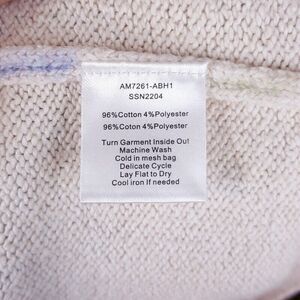 AM7261-ABH1
SSN2204
96%Cotton 4%Polyester
96%Coton 4%Polyester
Turn Garment Inside Out
Machine Wash
Cold in mesh bag
Delicate Cycle
Lay Flat to Dry
Cool iron If needed